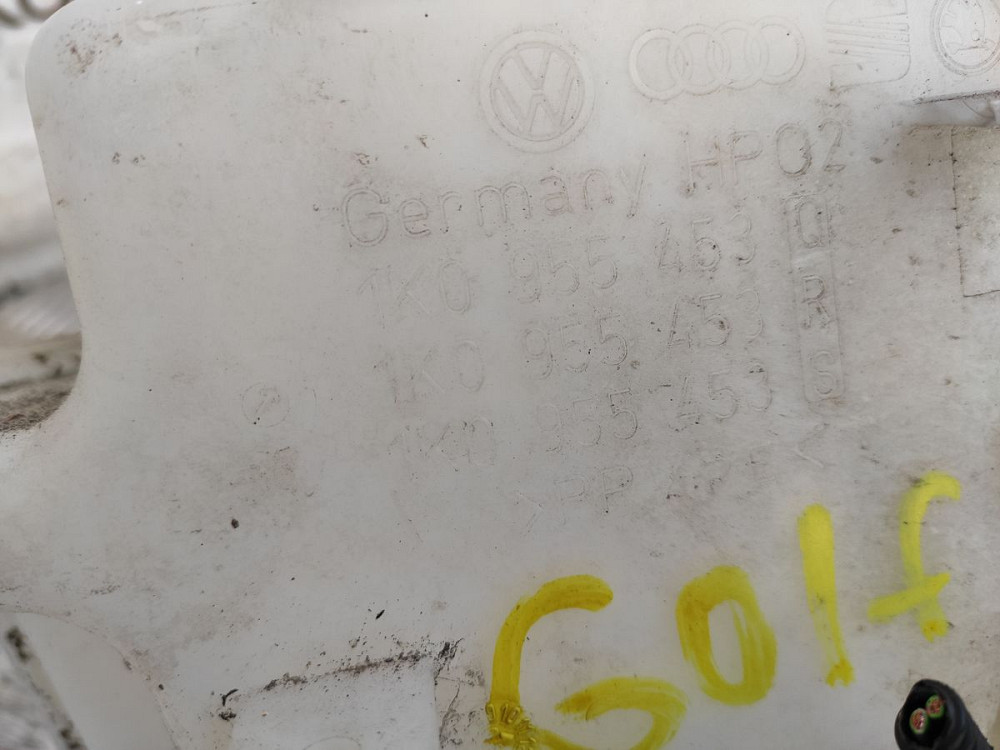 Germany HP02
1K0 955 453 Q
1K0 955 453 R
1K0 955 453 S
Golf